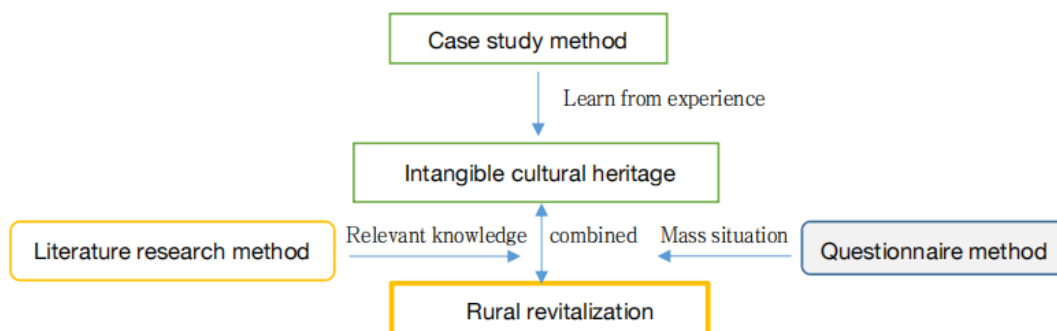 Case study method
Learn from experience
Intangible cultural heritage
Literature research method
Relevant knowledge
combined
Mass situation
Questionnaire method
Rural revitalization